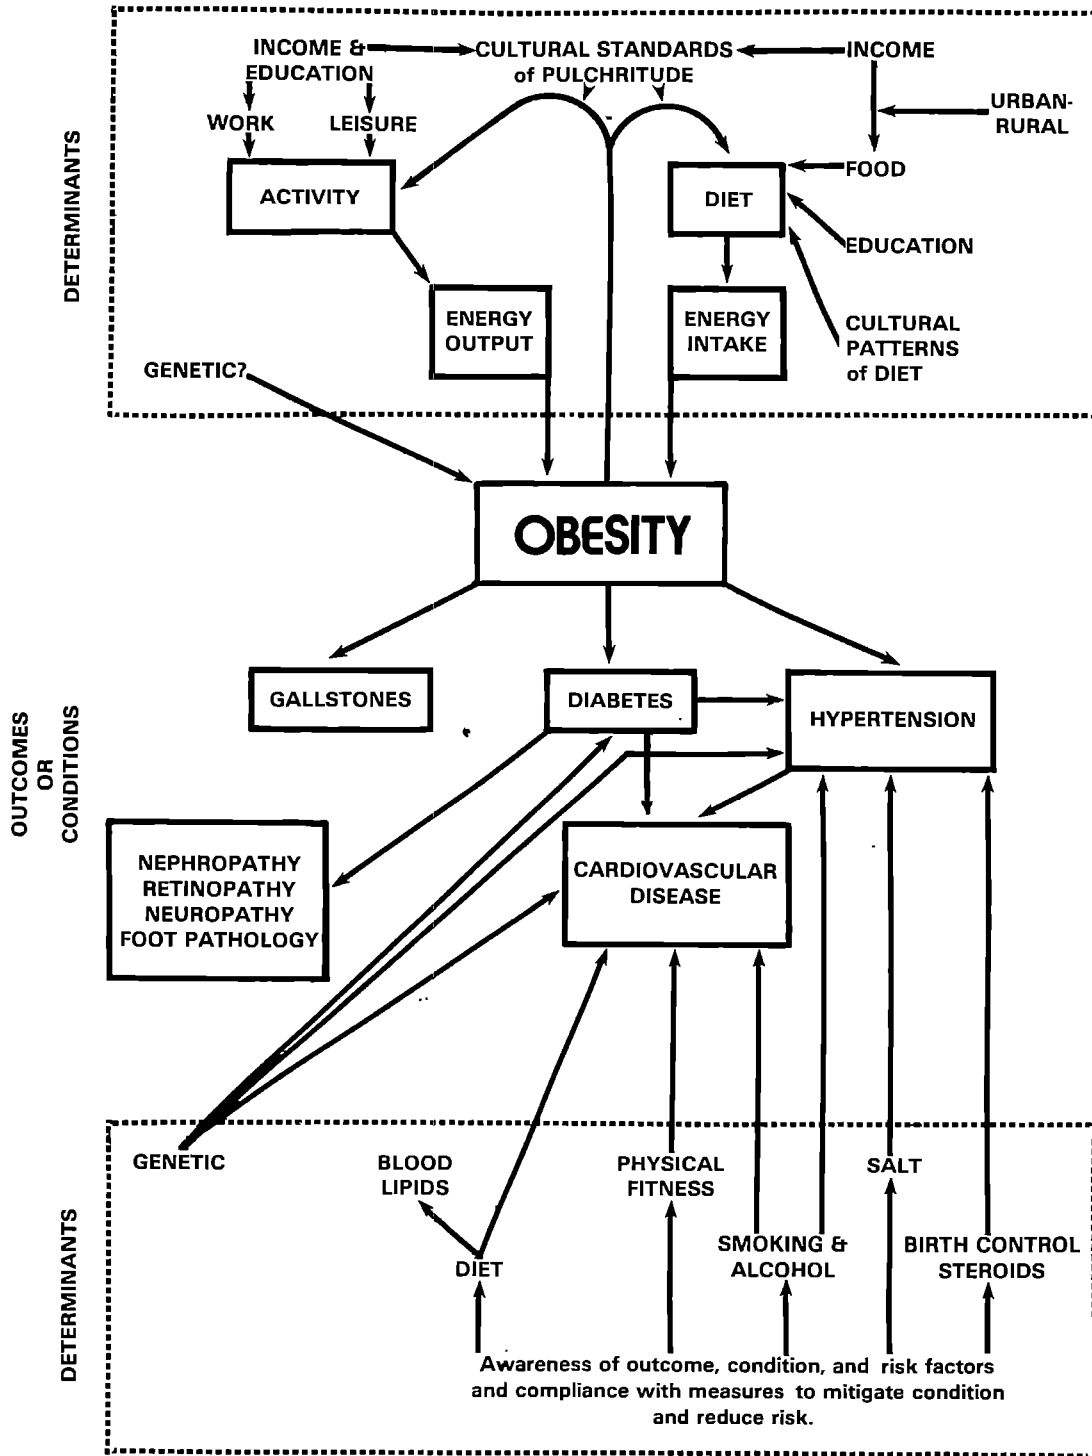 DETERMINANTS
INCOME &
EDUCATION
CULTURAL STANDARDS
of PULCHRITUDE
INCOME
URBAN-
RURAL
WORK
LEISURE
FOOD
ACTIVITY
DIET
EDUCATION
ENERGY
OUTPUT
ENERGY
INTAKE
CULTURAL
PATTERNS
of DIET
GENETIC?
OBESITY
OUTCOMES
OR
CONDITIONS
GALLSTONES
DIABETES
HYPERTENSION
NEPHROPATHY
RETINOPATHY
NEUROPATHY
FOOT PATHOLOGY
CARDIOVASCULAR
DISEASE
DETERMINANTS
GENETIC
BLOOD
LIPIDS
PHYSICAL
FITNESS
SALT
DIET
SMOKING &
ALCOHOL
BIRTH CONTROL
STEROIDS
Awareness of outcome, condition, and risk factors
and compliance with measures to mitigate condition
and reduce risk.